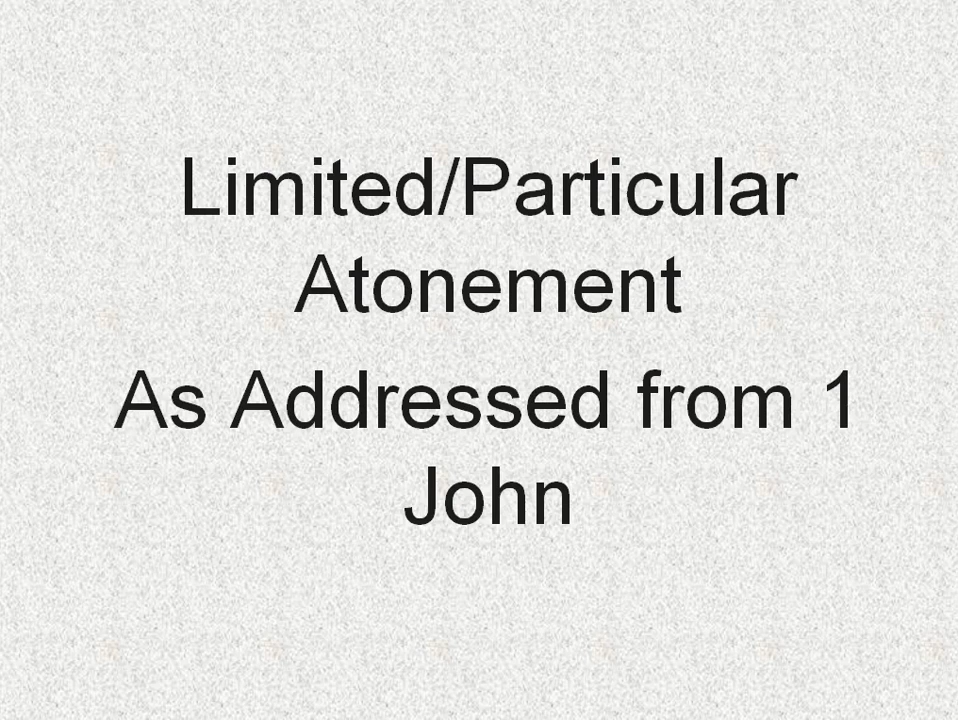 Limited/Particular
Atonement
As Addressed from 1
John